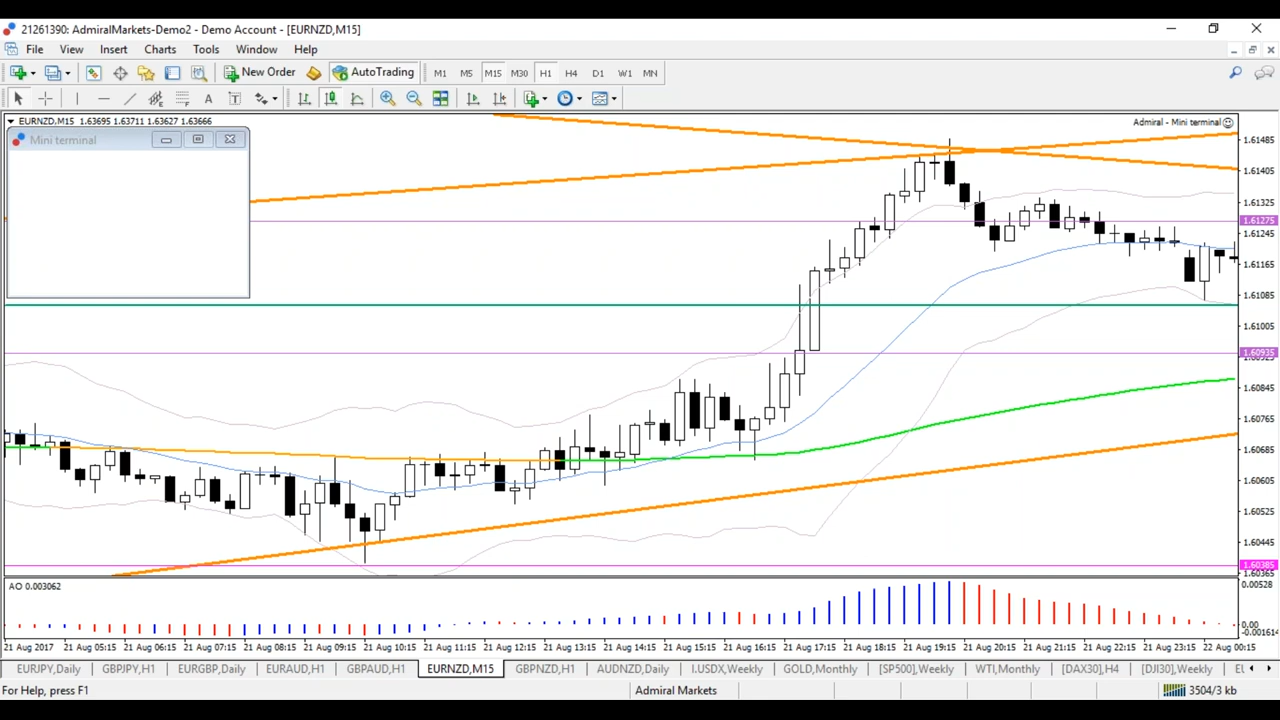 21261390: AdmiralMarkets-Demo2 - Demo Account - [EURNZD,M15]
File View Insert Charts Tools Window Help
New Order AutoTrading M1 M5 M15 M30 H1 H4 D1 W1 MN
A T
EURNZD,M15 1.63695 1.63711 1.63627 1.63666
Admiral - Mini terminal
Mini terminal
1.61485
1.61405
1.61325
1.61275
1.61245
1.61165
1.61085
1.61005
1.60935
1.60925
1.60845
1.60765
1.60685
1.60605
1.60525
1.60445
1.60385
1.60365
AO 0.003062
0.00528
0.00
-0.001614
21 Aug 2017 21 Aug 05:15 21 Aug 06:15 21 Aug 07:15 21 Aug 08:15 21 Aug 09:15 21 Aug 10:15 21 Aug 11:15 21 Aug 12:15 21 Aug 13:15 21 Aug 14:15 21 Aug 15:15 21 Aug 16:15 21 Aug 17:15 21 Aug 18:15 21 Aug 19:15 21 Aug 20:15 21 Aug 21:15 21 Aug 22:15 21 Aug 23:15 22 Aug 00:15
EURJPY,Daily GBPJPY,H1 EURGBP,Daily EURAUD,H1 GBPAUD,H1 EURNZD,M15 GBPNZD,H1 AUDNZD,Daily I.USDX,Weekly GOLD,Monthly [SP500],Weekly WTI,Monthly [DAX30],H4 [DJI30],Weekly EU
For Help, press F1
Admiral Markets
3504/3 kb